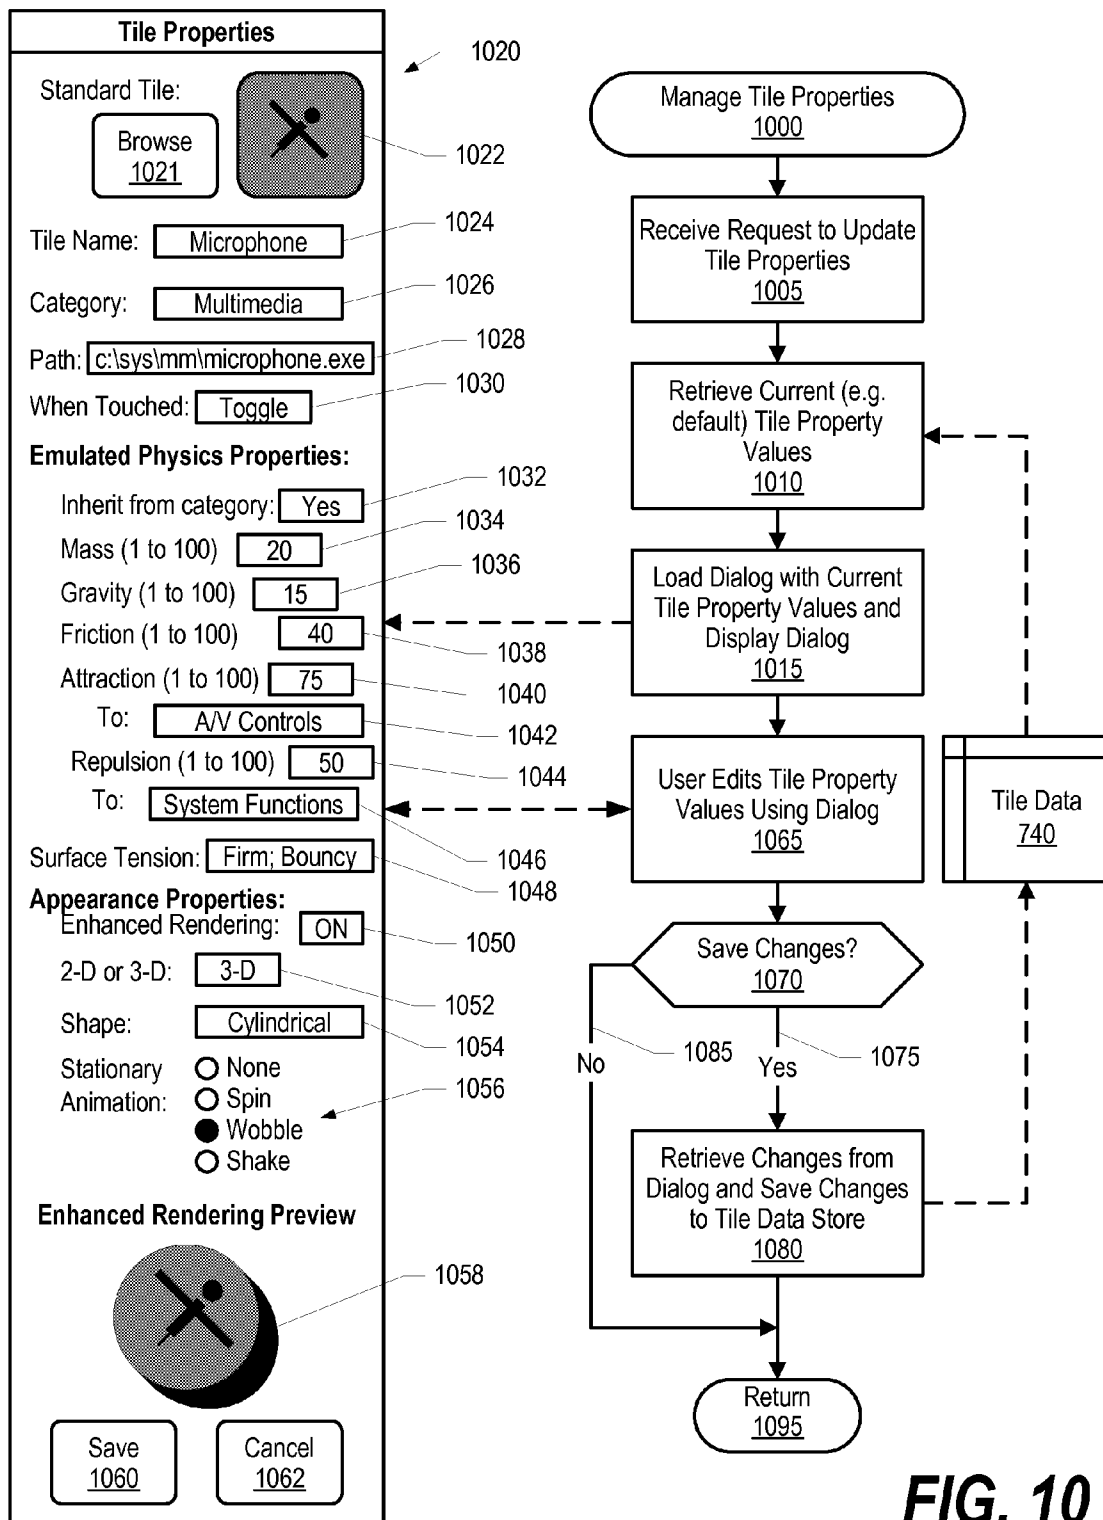 Tile Properties
1020
Standard Tile:
Browse
1021
1022
Tile Name: Microphone
1024
Category: Multimedia
1026
Path: c:\sys\mm\microphone.exe
1028
When Touched: Toggle
1030
Emulated Physics Properties:
Inherit from category: Yes
1032
Mass (1 to 100) 20
1034
Gravity (1 to 100) 15
1036
Friction (1 to 100) 40
1038
Attraction (1 to 100) 75
1040
To: A/V Controls
1042
Repulsion (1 to 100) 50
1044
To: System Functions
1046
Surface Tension: Firm; Bouncy
1048
Appearance Properties:
Enhanced Rendering: ON
1050
2-D or 3-D: 3-D
1052
Shape: Cylindrical
1054
Stationary
Animation:
None
Spin
Wobble
Shake
1056
Enhanced Rendering Preview
1058
Save
1060
Cancel
1062
Manage Tile Properties
1000
Receive Request to Update
Tile Properties
1005
Retrieve Current (e.g.
default) Tile Property
Values
1010
Load Dialog with Current
Tile Property Values and
Display Dialog
1015
User Edits Tile Property
Values Using Dialog
1065
Tile Data
740
Save Changes?
1070
1085
No
1075
Yes
Retrieve Changes from
Dialog and Save Changes
to Tile Data Store
1080
Return
1095
FIG. 10